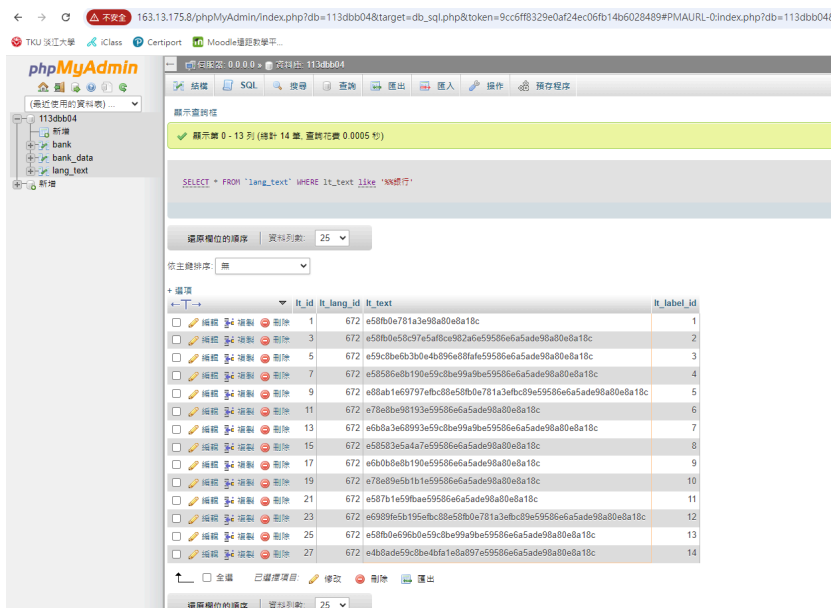 不安全 163.13.175.8/phpMyAdmin/index.php?db=113dbb04&target=db_sql.php&token=9cc6ff8329e0af24ec06fb14b6028489#PMAURL-0:index.php?db=113dbb04&
TKU 淡江大學 iClass Certiport Moodle遠距教學平...
phpMyAdmin
(最近使用的資料表) ...
113dbb04
新增
bank
bank_data
lang_text
新增
伺服器: 0.0.0.0 » 資料庫: 113dbb04
結構 SQL 搜尋 查詢 匯出 匯入 操作 預存程序
顯示查詢框
顯示第 0 - 13 列 (總計 14 筆, 查詢花費 0.0005 秒)
SELECT * FROM `lang_text` WHERE lt_text like '%%銀行'
還原欄位的順序 資料列數: 25
依主鍵排序: 無
+ 選項
←T→ lt_id lt_lang_id lt_text lt_label_id
編輯 複製 刪除 1 672 e58fb0e781a3e98a80e8a18c 1
編輯 複製 刪除 3 672 e58fb0e58c97e5af8ce982a6e59586e6a5ade98a80e8a18c 2
編輯 複製 刪除 5 672 e59c8be6b3b0e4b896e88fafe59586e6a5ade98a80e8a18c 3
編輯 複製 刪除 7 672 e58586e8b190e59c8be99a9be59586e6a5ade98a80e8a18c 4
編輯 複製 刪除 9 672 e88ab1e69797efbc88e58fb0e781a3efbc89e59586e6a5ade98a80e8a18c 5
編輯 複製 刪除 11 672 e78e8be98193e59586e6a5ade98a80e8a18c 6
編輯 複製 刪除 13 672 e6b8a3e68993e59c8be99a9be59586e6a5ade98a80e8a18c 7
編輯 複製 刪除 15 672 e58583e5a4a7e59586e6a5ade98a80e8a18c 8
編輯 複製 刪除 17 672 e6b0b8e8b190e59586e6a5ade98a80e8a18c 9
編輯 複製 刪除 19 672 e78e89e5b1b1e59586e6a5ade98a80e8a18c 10
編輯 複製 刪除 21 672 e587b1e59fbae59586e6a5ade98a80e8a18c 11
編輯 複製 刪除 23 672 e6989fe5b195efbc88e58fb0e781a3efbc89e59586e6a5ade98a80e8a18c 12
編輯 複製 刪除 25 672 e58fb0e696b0e59c8be99a9be59586e6a5ade98a80e8a18c 13
編輯 複製 刪除 27 672 e4b8ade59c8be4bfa1e8a897e59586e6a5ade98a80e8a18c 14
全選 已選擇項目: 修改 刪除 匯出
還原欄位的順序 資料列數: 25